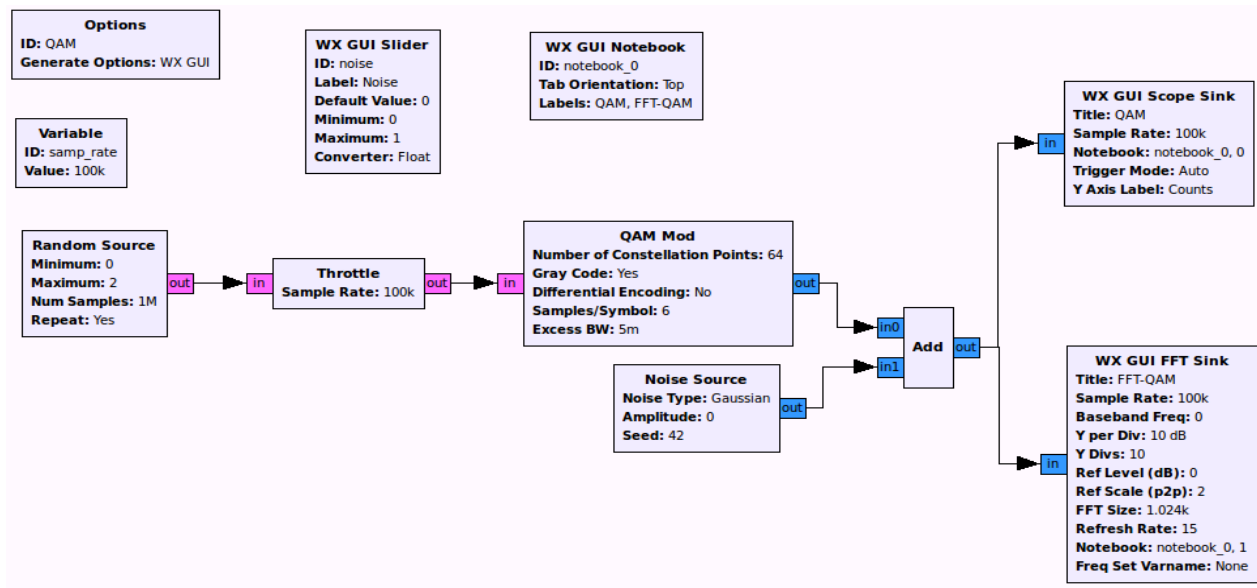 Options
ID: QAM
Generate Options: WX GUI
WX GUI Slider
ID: noise
Label: Noise
Default Value: 0
Minimum: 0
Maximum: 1
Converter: Float
WX GUI Notebook
ID: notebook_0
Tab Orientation: Top
Labels: QAM, FFT-QAM
Variable
ID: samp_rate
Value: 100k
WX GUI Scope Sink
Title: QAM
Sample Rate: 100k
Notebook: notebook_0, 0
Trigger Mode: Auto
Y Axis Label: Counts
in
Random Source
Minimum: 0
Maximum: 2
Num Samples: 1M
Repeat: Yes
out
in
Throttle
Sample Rate: 100k
out
in
QAM Mod
Number of Constellation Points: 64
Gray Code: Yes
Differential Encoding: No
Samples/Symbol: 6
Excess BW: 5m
out
Noise Source
Noise Type: Gaussian
Amplitude: 0
Seed: 42
out
in0
in1
Add
out
in
WX GUI FFT Sink
Title: FFT-QAM
Sample Rate: 100k
Baseband Freq: 0
Y per Div: 10 dB
Y Divs: 10
Ref Level (dB): 0
Ref Scale (p2p): 2
FFT Size: 1.024k
Refresh Rate: 15
Notebook: notebook_0, 1
Freq Set Varname: None